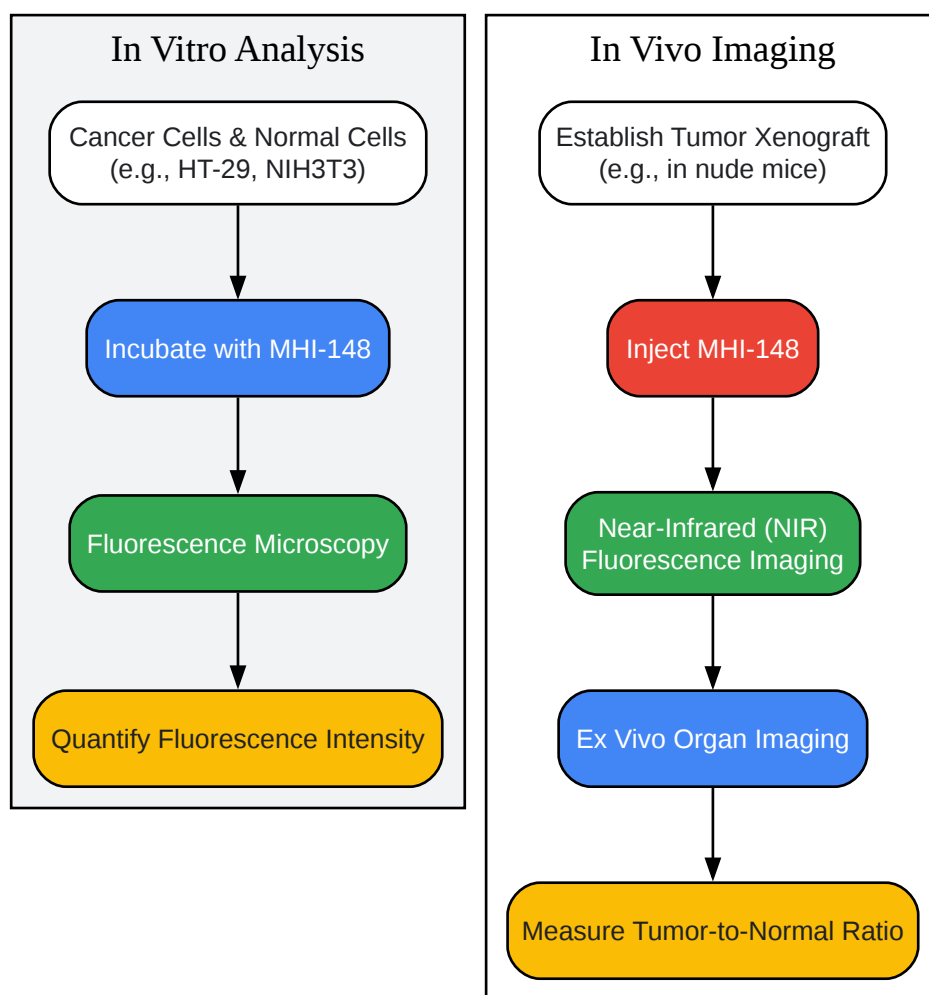 In Vitro Analysis
Cancer Cells & Normal Cells
(e.g., HT-29, NIH3T3)
Incubate with MHI-148
Fluorescence Microscopy
Quantify Fluorescence Intensity
In Vivo Imaging
Establish Tumor Xenograft
(e.g., in nude mice)
Inject MHI-148
Near-Infrared (NIR)
Fluorescence Imaging
Ex Vivo Organ Imaging
Measure Tumor-to-Normal Ratio